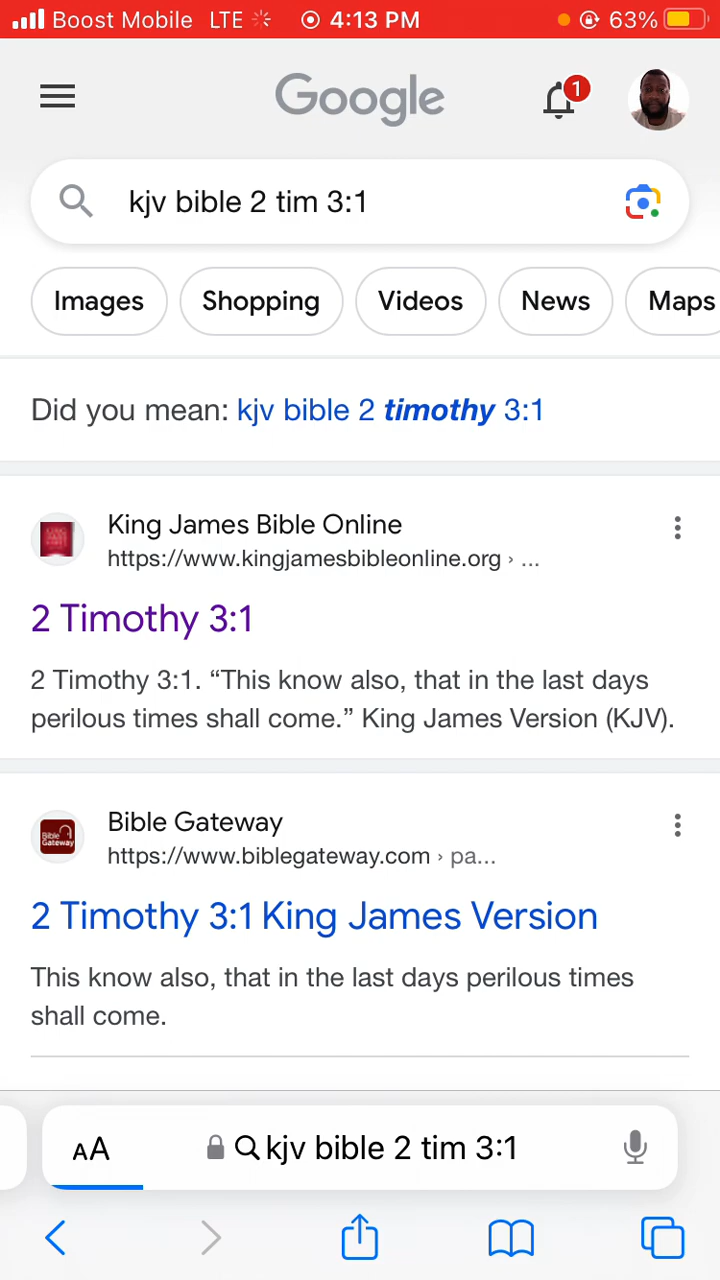 Boost Mobile LTE 4:13 PM 63%
Google 1
kjv bible 2 tim 3:1
Images Shopping Videos News Maps
Did you mean: kjv bible 2 timothy 3:1
King James Bible Online
https://www.kingjamesbibleonline.org › ...
2 Timothy 3:1
2 Timothy 3:1. “This know also, that in the last days
perilous times shall come.” King James Version (KJV).
Bible Gateway
Bible
Gateway
https://www.biblegateway.com › pa...
2 Timothy 3:1 King James Version
This know also, that in the last days perilous times
shall come.
AA kjv bible 2 tim 3:1